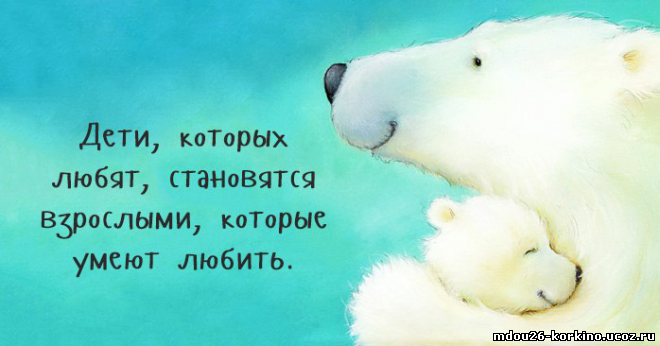 Дети, которых
любят, становятся
взрослыми, которые
умеют любить.
mdou26-korkino.ucoz.ru